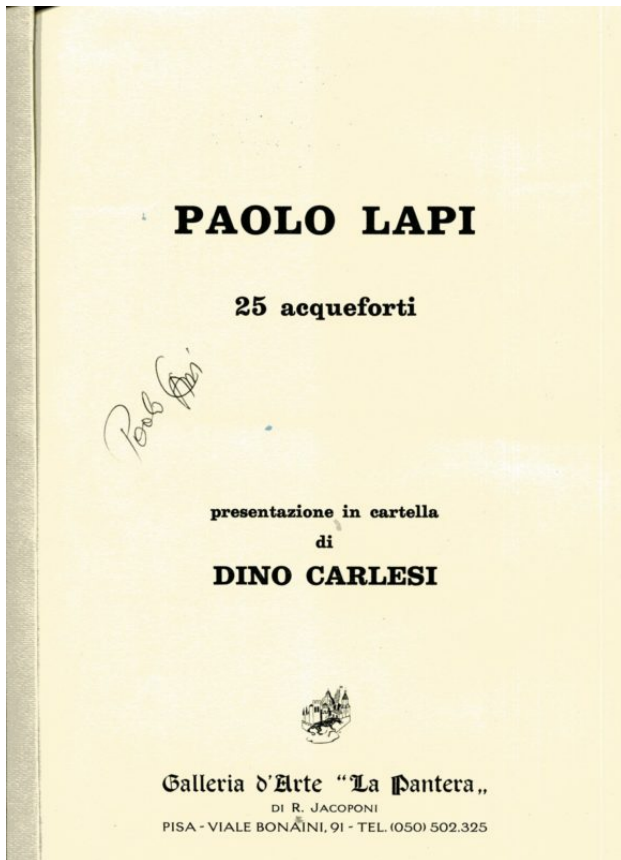 PAOLO LAPI
25 acqueforti
Paolo Lapi
presentazione in cartella
di
DINO CARLESI
Galleria d'Arte “La Pantera„
DI R. JACOPONI
PISA - VIALE BONAINI, 91 - TEL. (050) 502.325